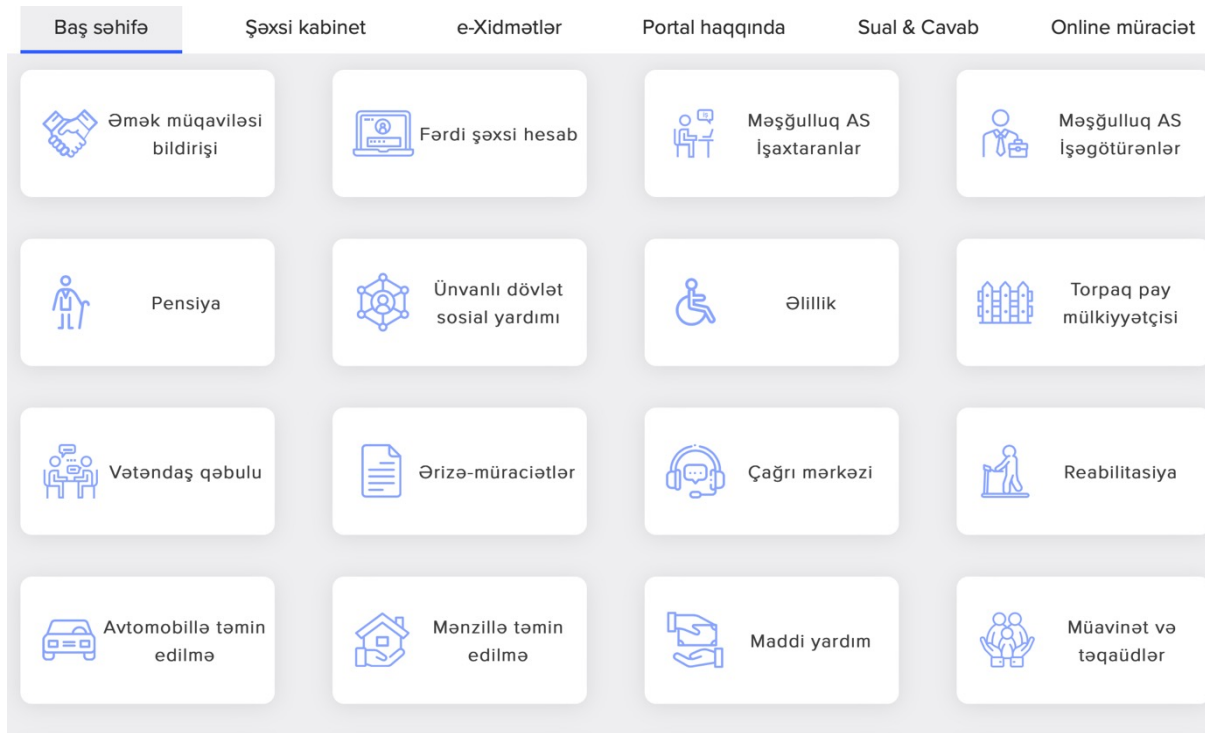 Baş səhifə
Şəxsi kabinet
e-Xidmətlər
Portal haqqında
Sual & Cavab
Online müraciət
Əmək müqaviləsi
bildirişi
Fərdi şəxsi hesab
Məşğulluq AS
İşaxtaranlar
Məşğulluq AS
İşəgötürənlər
Pensiya
Ünvanlı dövlət
sosial yardımı
Əlillik
Torpaq pay
mülkiyyətçisi
Vətəndaş qəbulu
Ərizə-müraciətlər
Çağrı mərkəzi
Reabilitasiya
Avtomobillə təmin
edilmə
Mənzillə təmin
edilmə
Maddi yardım
Müavinət və
təqaüdlər